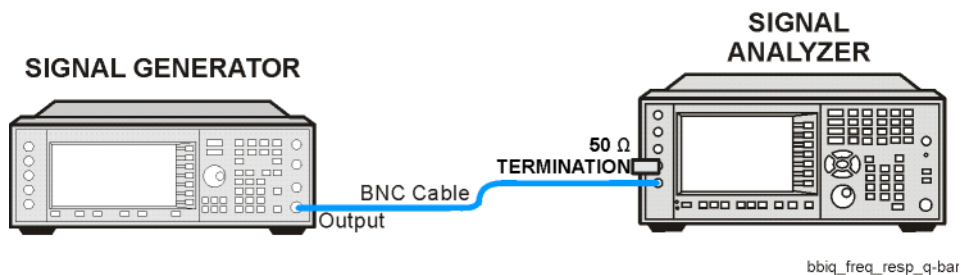 SIGNAL
ANALYZER
SIGNAL GENERATOR
50 Ω
TERMINATION
BNC Cable
Output
bbiq_freq_resp_q-bar